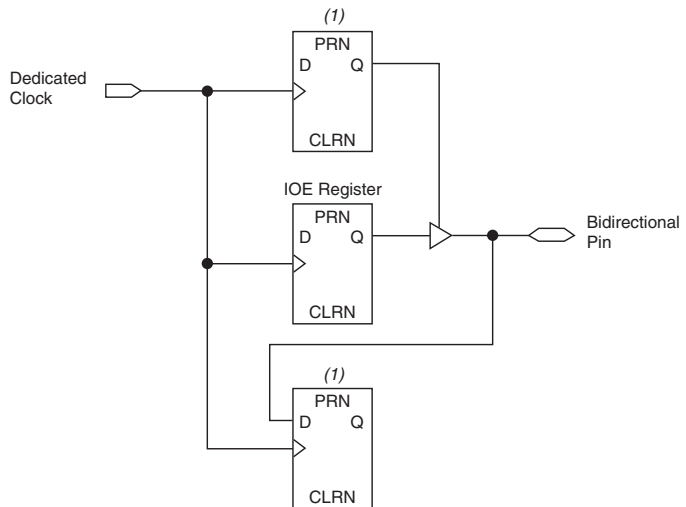 (1)
PRN
D Q
CLRN
Dedicated
Clock
IOE Register
PRN
D Q
CLRN
Bidirectional
Pin
(1)
PRN
D Q
CLRN